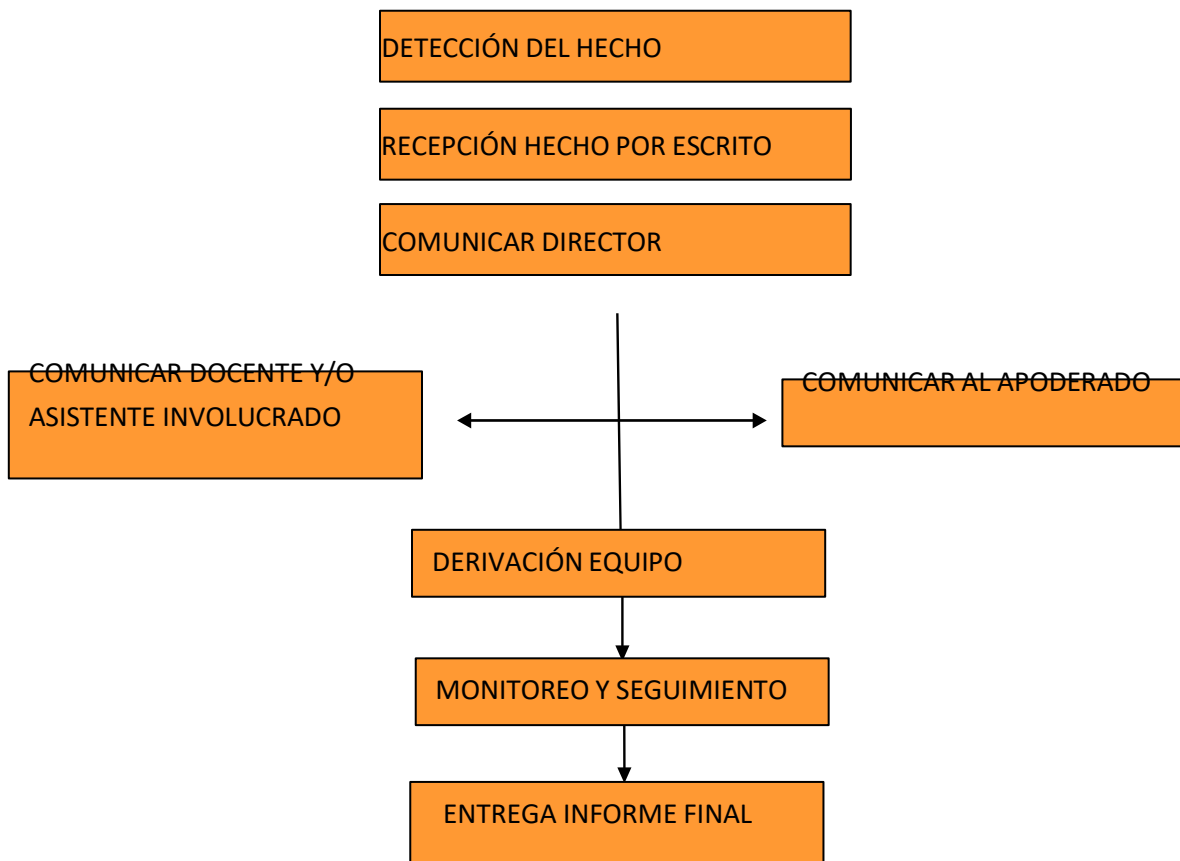 DETECCIÓN DEL HECHO
RECEPCIÓN HECHO POR ESCRITO
COMUNICAR DIRECTOR
COMUNICAR DOCENTE Y/O
ASISTENTE INVOLUCRADO
COMUNICAR AL APODERADO
DERIVACIÓN EQUIPO
MONITOREO Y SEGUIMIENTO
ENTREGA INFORME FINAL